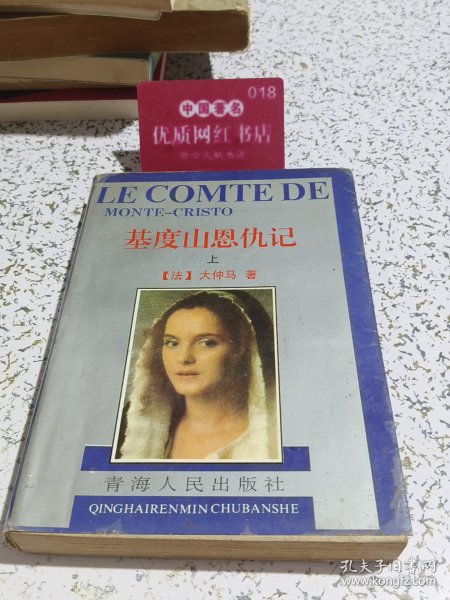 018
中国著名
优质网红书店
LE COMTE DE
MONTE-CRISTO
基度山恩仇记
上
【法】大仲马 著
青海人民出版社
QINGHAIRENMIN CHUBANSHE
孔夫子旧书网
www.kongfz.com